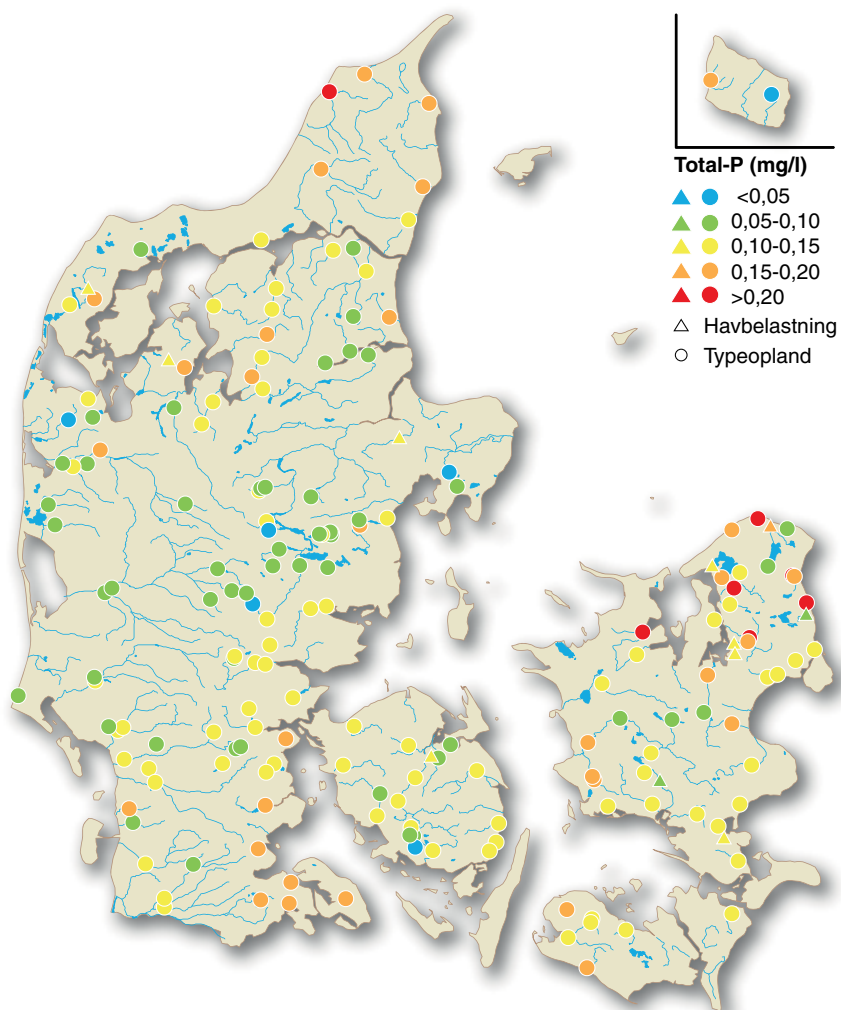 Total-P (mg/l)
<0,05
0,05-0,10
0,10-0,15
0,15-0,20
>0,20
Havbelastning
Typeopland